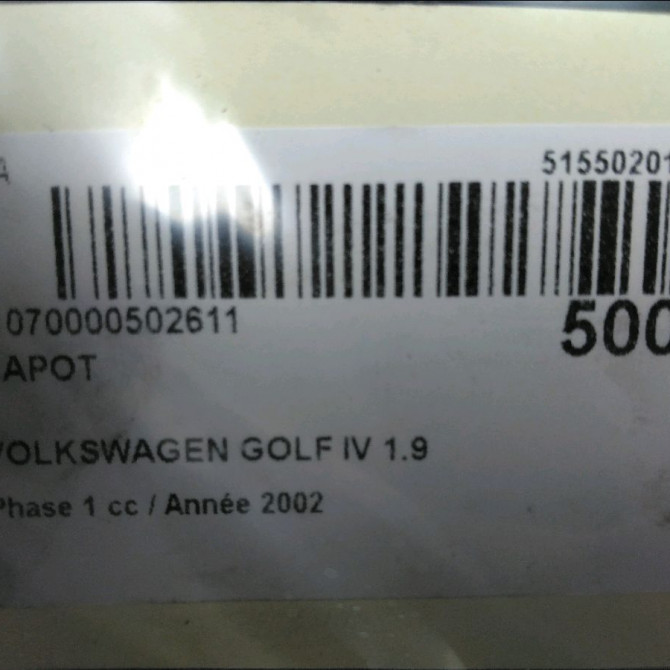 A
51550201
070000502611
500
APOT
VOLKSWAGEN GOLF IV 1.9
Phase 1 cc / Année 2002